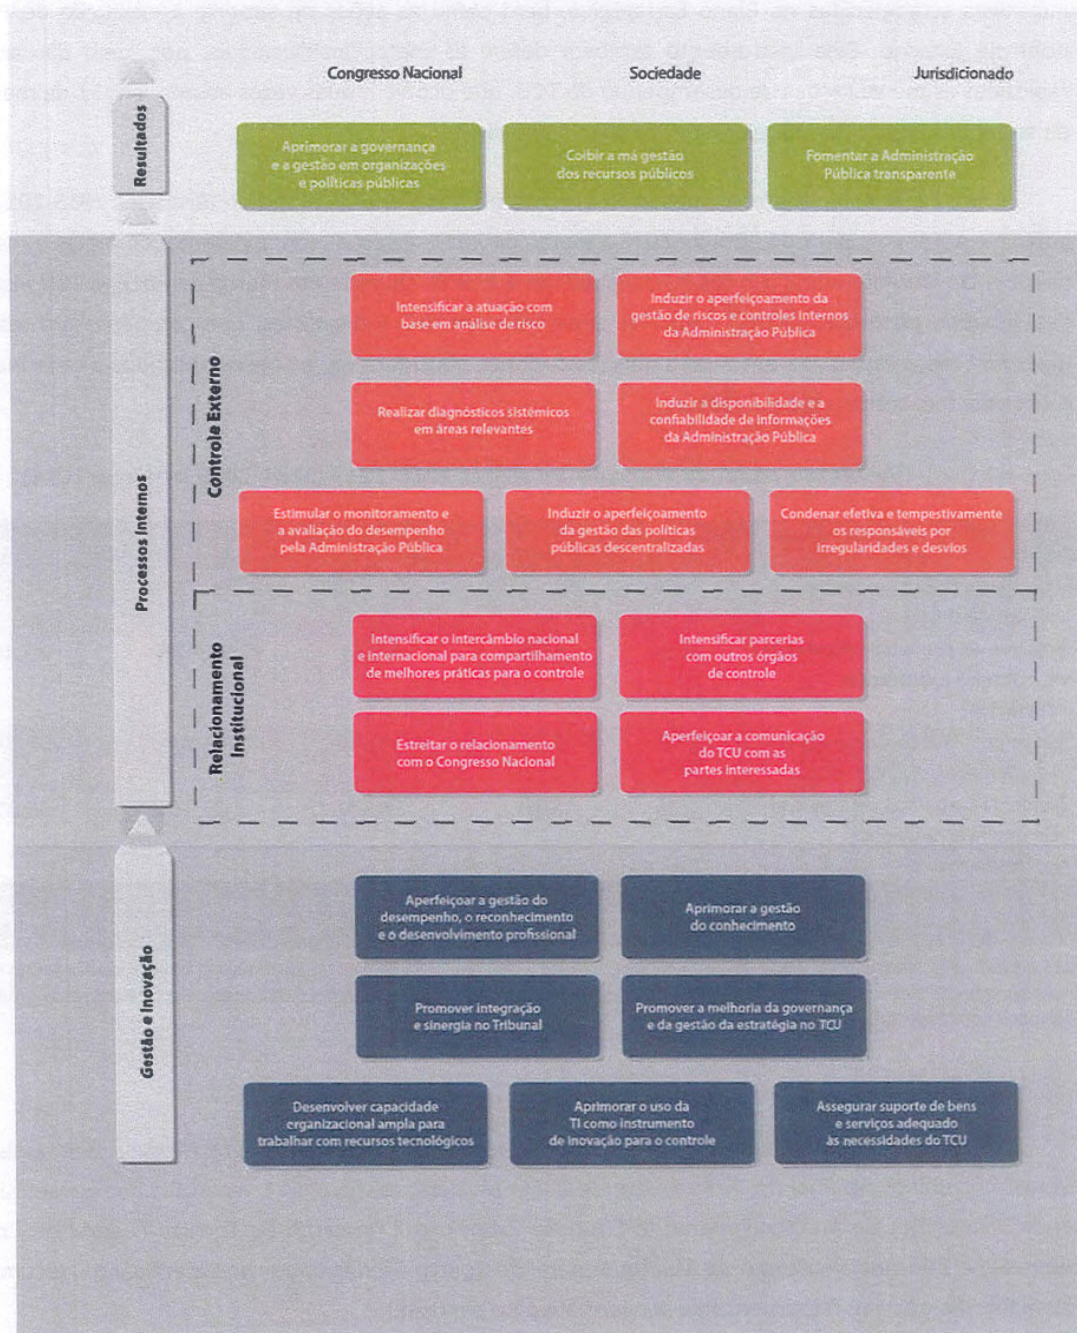 Congresso Nacional
Sociedade
Jurisdicionado
Resultados
Aprimorar a governança
e a gestão em organizações
e políticas públicas
Coibir a má gestão
dos recursos públicos
Fomentar a Administração
Pública transparente
Processos Internos
Controle Externo
Intensificar a atuação com
base em análise de risco
Induzir o aperfeiçoamento da
gestão de riscos e controles internos
da Administração Pública
Realizar diagnósticos sistêmicos
em áreas relevantes
Induzir a disponibilidade e a
confiabilidade de informações
da Administração Pública
Estimular o monitoramento e
a avaliação do desempenho
pela Administração Pública
Induzir o aperfeiçoamento
da gestão das políticas
públicas descentralizadas
Condenar efetiva e tempestivamente
os responsáveis por
irregularidades e desvios
Relacionamento
Institucional
Intensificar o intercâmbio nacional
e internacional para compartilhamento
de melhores práticas para o controle
Intensificar parcerias
com outros órgãos
de controle
Estreitar o relacionamento
com o Congresso Nacional
Aperfeiçoar a comunicação
do TCU com as
partes interessadas
Gestão e Inovação
Aperfeiçoar a gestão do
desempenho, o reconhecimento
e o desenvolvimento profissional
Aprimorar a gestão
do conhecimento
Promover integração
e sinergia no Tribunal
Promover a melhoria da governança
e da gestão da estratégia no TCU
Desenvolver capacidade
organizacional ampla para
trabalhar com recursos tecnológicos
Aprimorar o uso da
TI como instrumento
de inovação para o controle
Assegurar suporte de bens
e serviços adequado
às necessidades do TCU